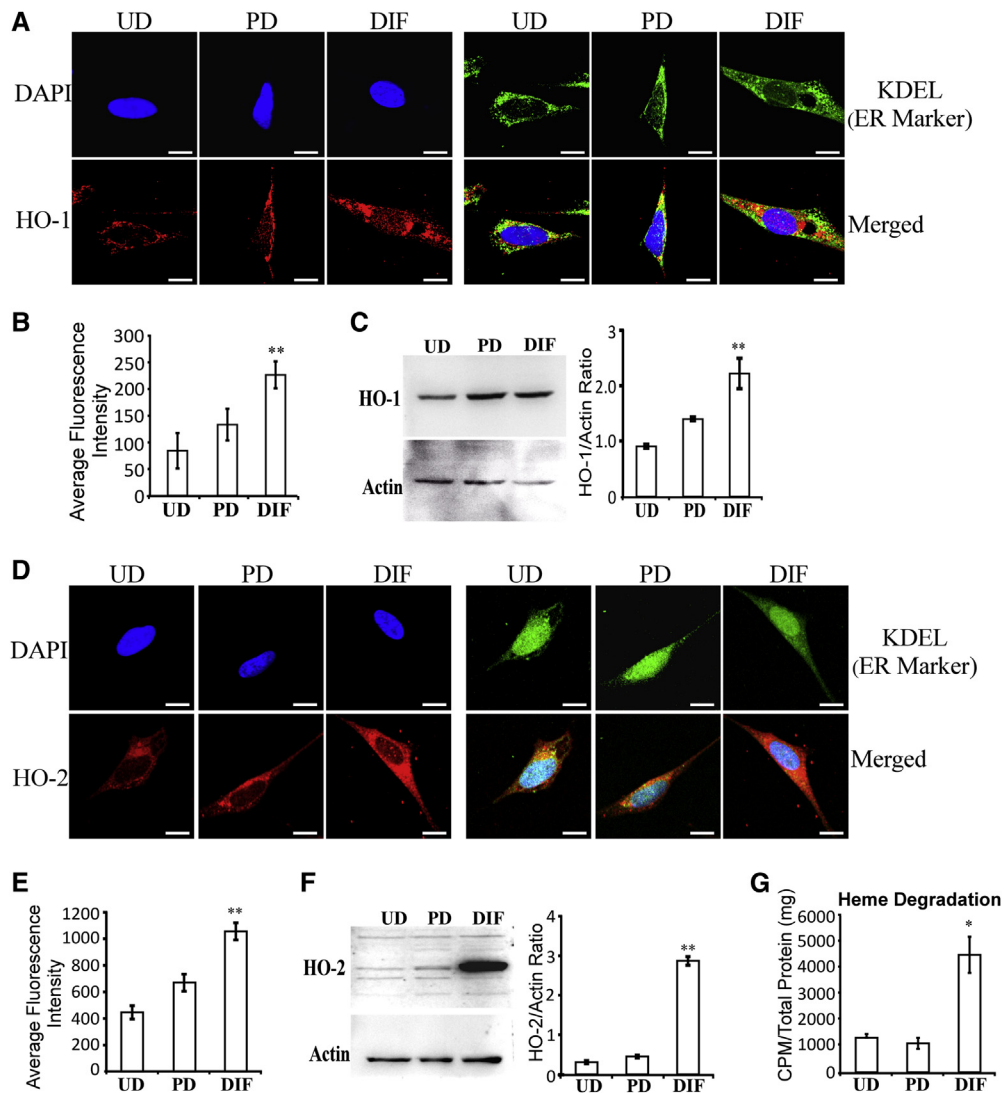 A
UD PD DIF UD PD DIF
DAPI
KDEL
(ER Marker)
HO-1
Merged
B
Average Fluorescence
Intensity
300
250
200
150
100
50
0
**
UD PD DIF
C
UD PD DIF
HO-1
Actin
HO-1/Actin Ratio
3
2.0
1.0
0
**
UD PD DIF
D
UD PD DIF UD PD DIF
DAPI
KDEL
(ER Marker)
HO-2
Merged
E
Average Fluorescence
Intensity
1200
1000
800
600
400
200
0
**
UD PD DIF
F
UD PD DIF
HO-2
Actin
HO-2/Actin Ratio
4
3
2
1
0
**
UD PD DIF
G
Heme Degradation
CPM/Total Protein (mg)
6000
5000
4000
3000
2000
1000
0
*
UD PD DIF